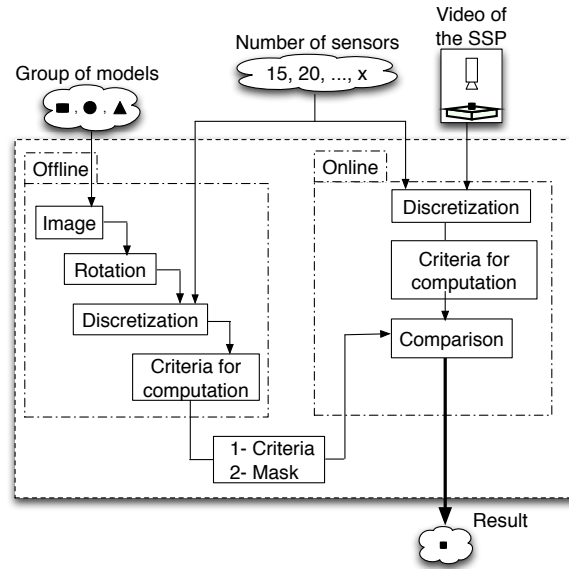 Group of models
Number of sensors
15, 20, ..., x
Video of
the SSP
Offline
Image
Rotation
Discretization
Criteria for
computation
1- Criteria
2- Mask
Online
Discretization
Criteria for
computation
Comparison
Result